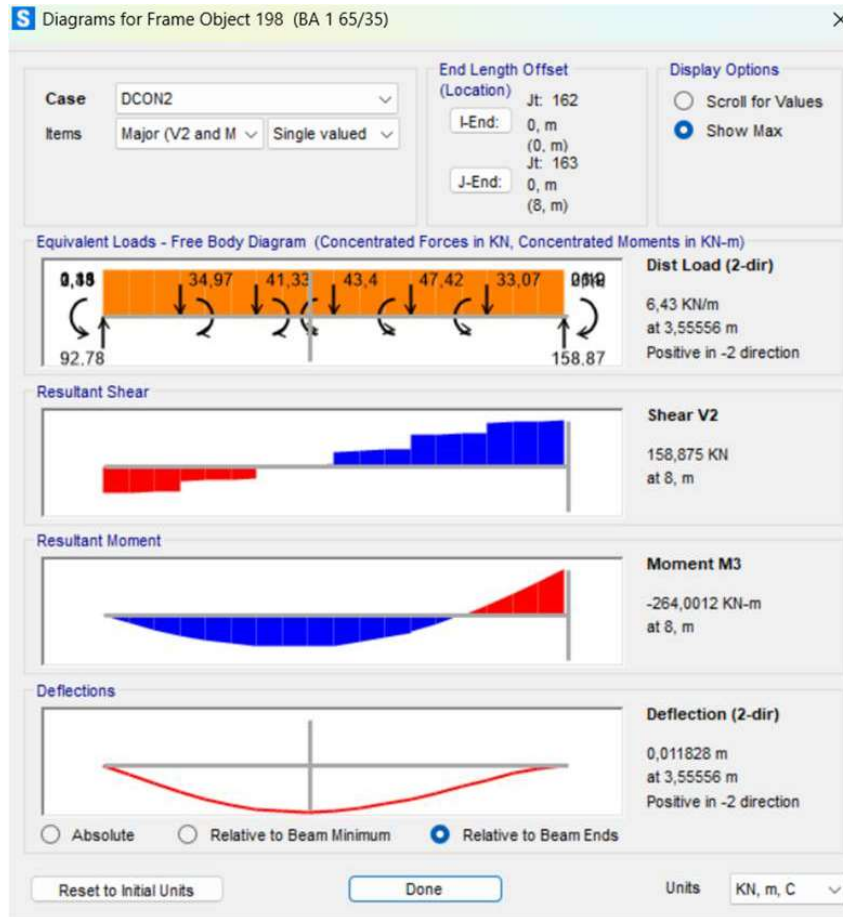 S Diagrams for Frame Object 198 (BA 1 65/35)
Case DCON2
Items Major (V2 and M Single valued
End Length Offset
(Location)
Jt: 162
I-End: 0, m
(0, m)
Jt: 163
J-End: 0, m
(8, m)
Display Options
Scroll for Values
Show Max
Equivalent Loads - Free Body Diagram (Concentrated Forces in KN, Concentrated Moments in KN-m)
34,97 41,33 43,4 47,42 33,07
92,78 158,87
Dist Load (2-dir)
6,43 KN/m
at 3,55556 m
Positive in -2 direction
Resultant Shear
Shear V2
158,875 KN
at 8, m
Resultant Moment
Moment M3
-264,0012 KN-m
at 8, m
Deflections
Deflection (2-dir)
0,011828 m
at 3,55556 m
Positive in -2 direction
Absolute Relative to Beam Minimum Relative to Beam Ends
Reset to Initial Units Done Units KN, m, C